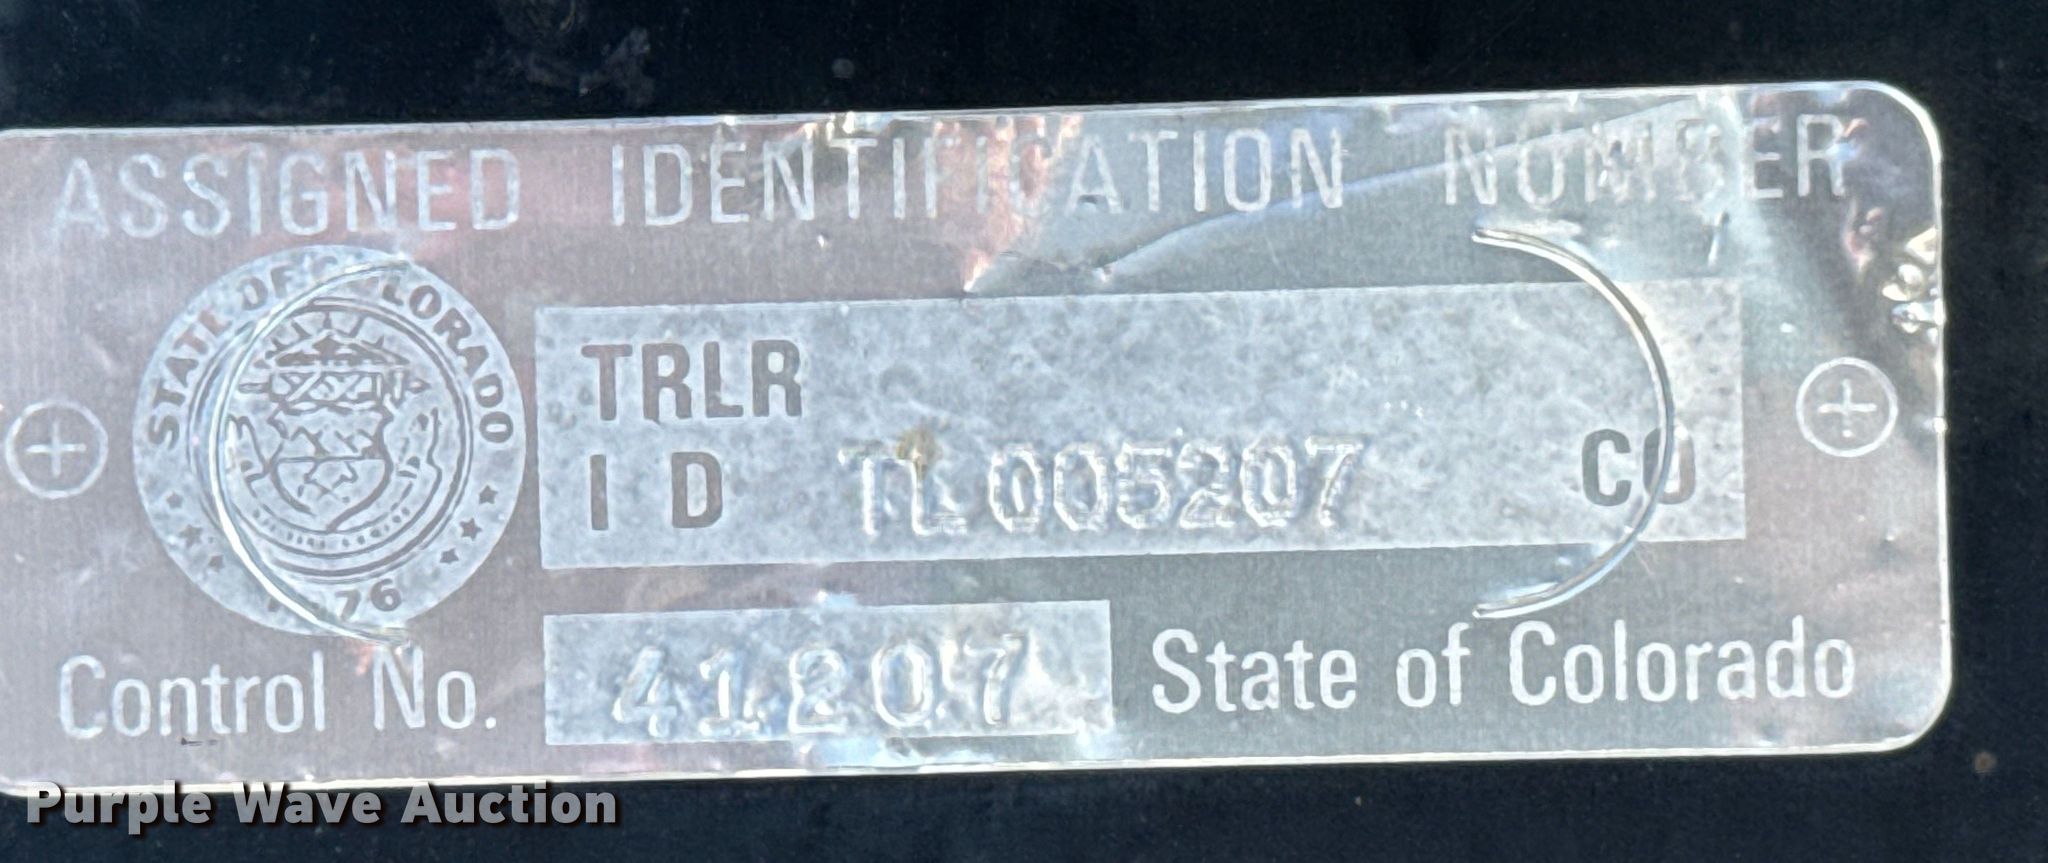 ASSIGNED IDENTIFICATION NUMBER
STATE OF COLORADO
TRLR
I D TL005207 CO
1876
Control No. 41207 State of Colorado
Purple Wave Auction